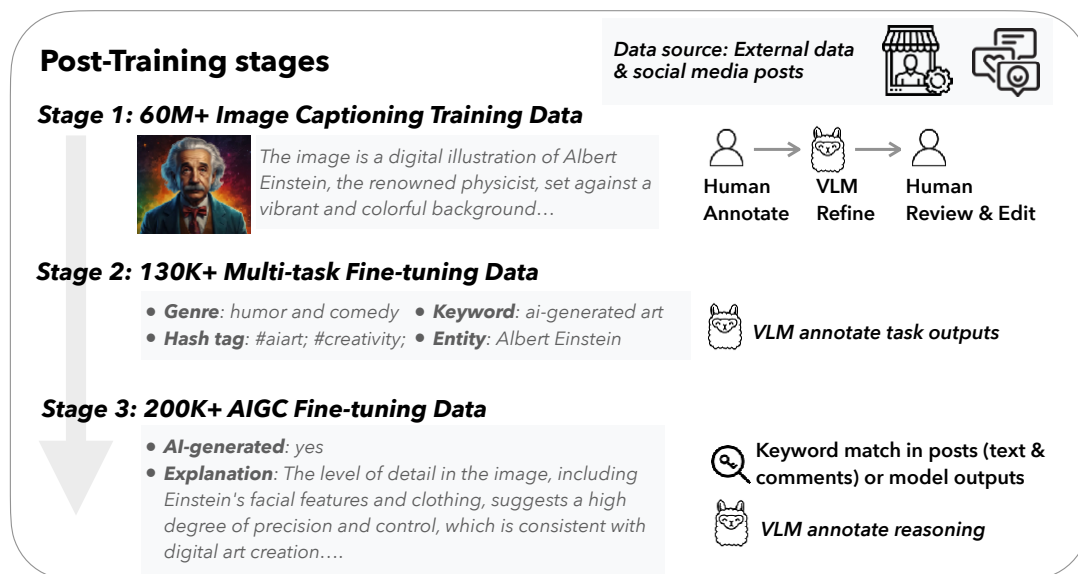 Post-Training stages
Data source: External data
& social media posts
Stage 1: 60M+ Image Captioning Training Data
The image is a digital illustration of Albert
Einstein, the renowned physicist, set against a
vibrant and colorful background…
Human
Annotate
VLM
Refine
Human
Review & Edit
Stage 2: 130K+ Multi-task Fine-tuning Data
• Genre: humor and comedy • Keyword: ai-generated art
• Hash tag: #aiart; #creativity; • Entity: Albert Einstein
VLM annotate task outputs
Stage 3: 200K+ AIGC Fine-tuning Data
• AI-generated: yes
• Explanation: The level of detail in the image, including
Einstein's facial features and clothing, suggests a high
degree of precision and control, which is consistent with
digital art creation….
Keyword match in posts (text &
comments) or model outputs
VLM annotate reasoning